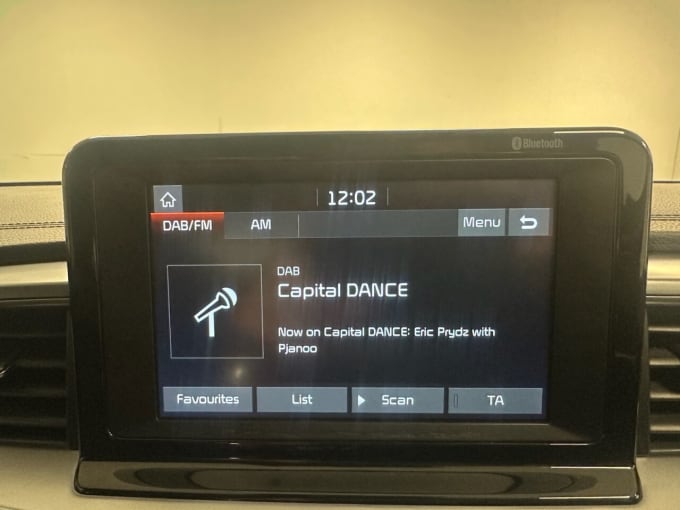 Bluetooth
12:02
DAB/FM AM Menu
DAB
Capital DANCE
Now on Capital DANCE: Eric Prydz with
Pjanoo
Favourites List Scan TA